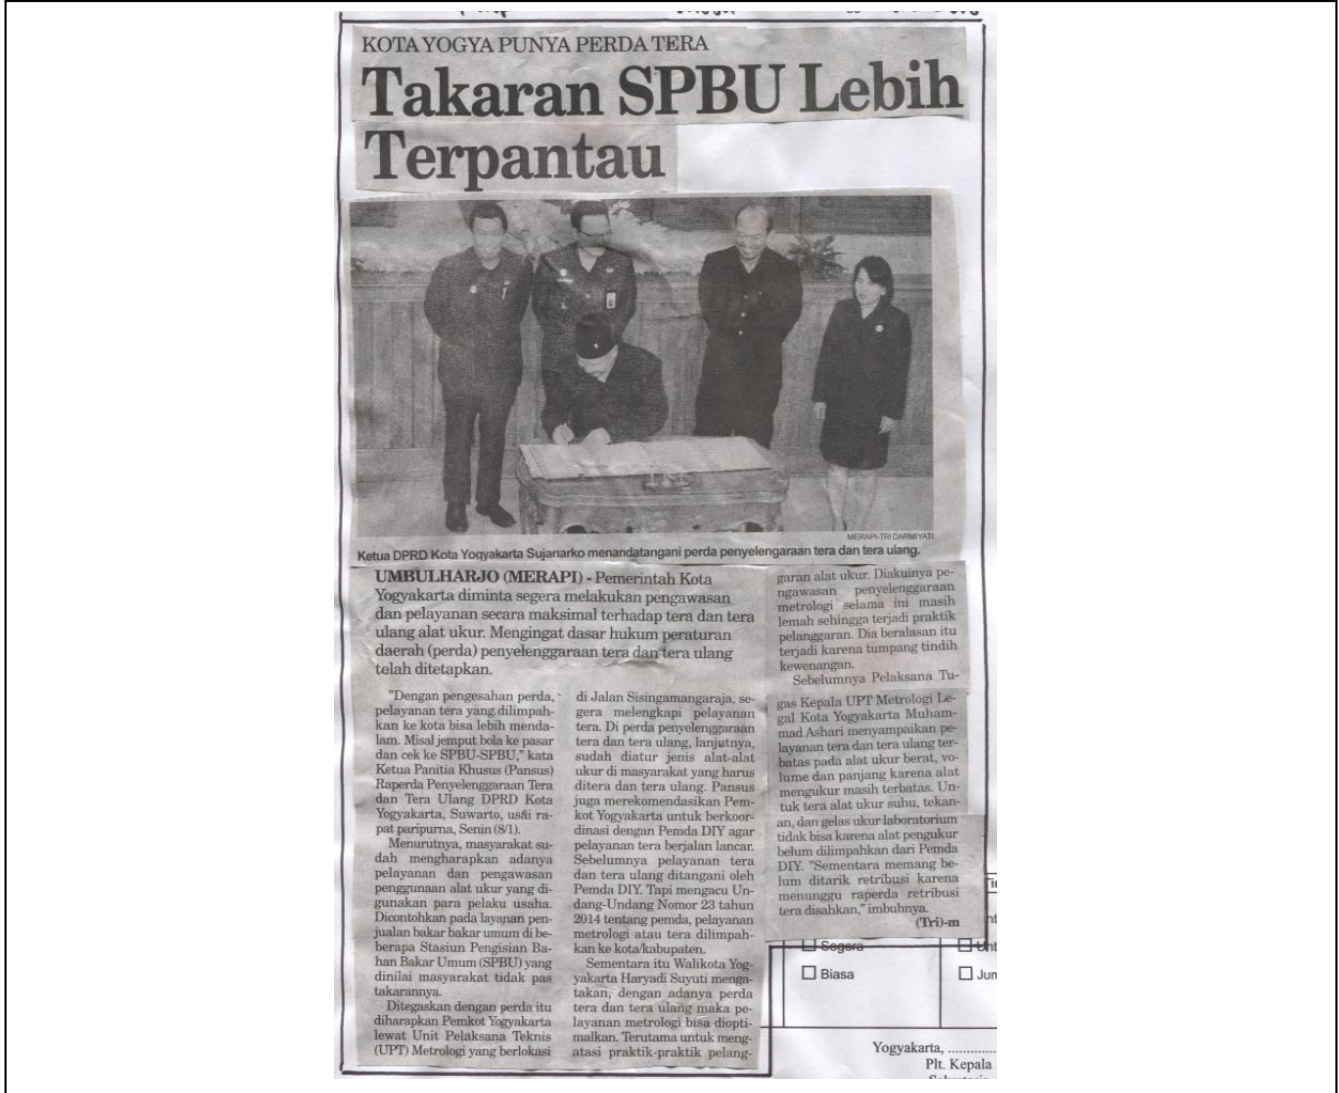 KOTA YOGYA PUNYA PERDA TERA
Takaran SPBU Lebih
Terpantau
MERAPI-TRI DARMIYATI
Ketua DPRD Kota Yogyakarta Sujanarko menandatangani perda penyelengaraan tera dan tera ulang.
UMBULHARJO (MERAPI) - Pemerintah Kota
Yogyakarta diminta segera melakukan pengawasan
dan pelayanan secara maksimal terhadap tera dan tera
ulang alat ukur. Mengingat dasar hukum peraturan
daerah (perda) penyelenggaraan tera dan tera ulang
telah ditetapkan.
"Dengan pengesahan perda,
pelayanan tera yang dilimpah-
kan ke kota bisa lebih menda-
lam. Misal jemput bola ke pasar
dan cek ke SPBU-SPBU," kata
Ketua Panitia Khusus (Pansus)
Raperda Penyelenggaraan Tera
dan Tera Ulang DPRD Kota
Yogyakarta, Suwarto, usai ra-
pat paripurna, Senin (8/1).
Menurutnya, masyarakat su-
dah mengharapkan adanya
pelayanan dan pengawasan
penggunaan alat ukur yang di-
gunakan para pelaku usaha.
Dicontohkan pada layanan pen-
jualan bakar bakar umum di be-
berapa Stasiun Pengisian Ba-
han Bakar Umum (SPBU) yang
dinilai masyarakat tidak pas
takarannya.
Ditegaskan dengan perda itu
diharapkan Pemkot Yogyakarta
lewat Unit Pelaksana Teknis
(UPT) Metrologi yang berlokasi
di Jalan Sisingamangaraja, se-
gera melengkapi pelayanan
tera. Di perda penyelenggaraan
tera dan tera ulang, lanjutnya,
sudah diatur jenis alat-alat
ukur di masyarakat yang harus
ditera dan tera ulang. Pansus
juga merekomendasikan Pem-
kot Yogyakarta untuk berkoor-
dinasi dengan Pemda DIY agar
pelayanan tera berjalan lancar.
Sebelumnya pelayanan tera
dan tera ulang ditangani oleh
Pemda DIY. Tapi mengacu Un-
dang-Undang Nomor 23 tahun
2014 tentang pemda, pelayanan
metrologi atau tera dilimpah-
kan ke kota/kabupaten.
Sementara itu Walikota Yog-
yakarta Haryadi Suyuti menga-
takan, dengan adanya perda
tera dan tera ulang maka pe-
layanan metrologi bisa diopti-
malkan. Terutama untuk meng-
atasi praktik-praktik pelang-
garan alat ukur. Diakuinya pe-
ngawasan penyelenggaraan
metrologi selama ini masih
lemah sehingga terjadi praktik
pelanggaran. Dia beralasan itu
terjadi karena tumpang tindih
kewenangan.
Sebelumnya Pelaksana Tu-
gas Kepala UPT Metrologi Le-
gal Kota Yogyakarta Muham-
mad Ashari menyampaikan pe-
layanan tera dan tera ulang ter-
batas pada alat ukur berat, vo-
lume dan panjang karena alat
mengukur masih terbatas. Un-
tuk tera alat ukur suhu, tekan-
an, dan gelas ukur laboratorium
tidak bisa karena alat pengukur
belum dilimpahkan dari Pemda
DIY. "Sementara memang be-
lum ditarik retribusi karena
menunggu raperda retribusi
tera disahkan," imbuhnya.
(Tri)-m
Segera
Biasa
Jun
Yogyakarta, .............
Plt. Kepala